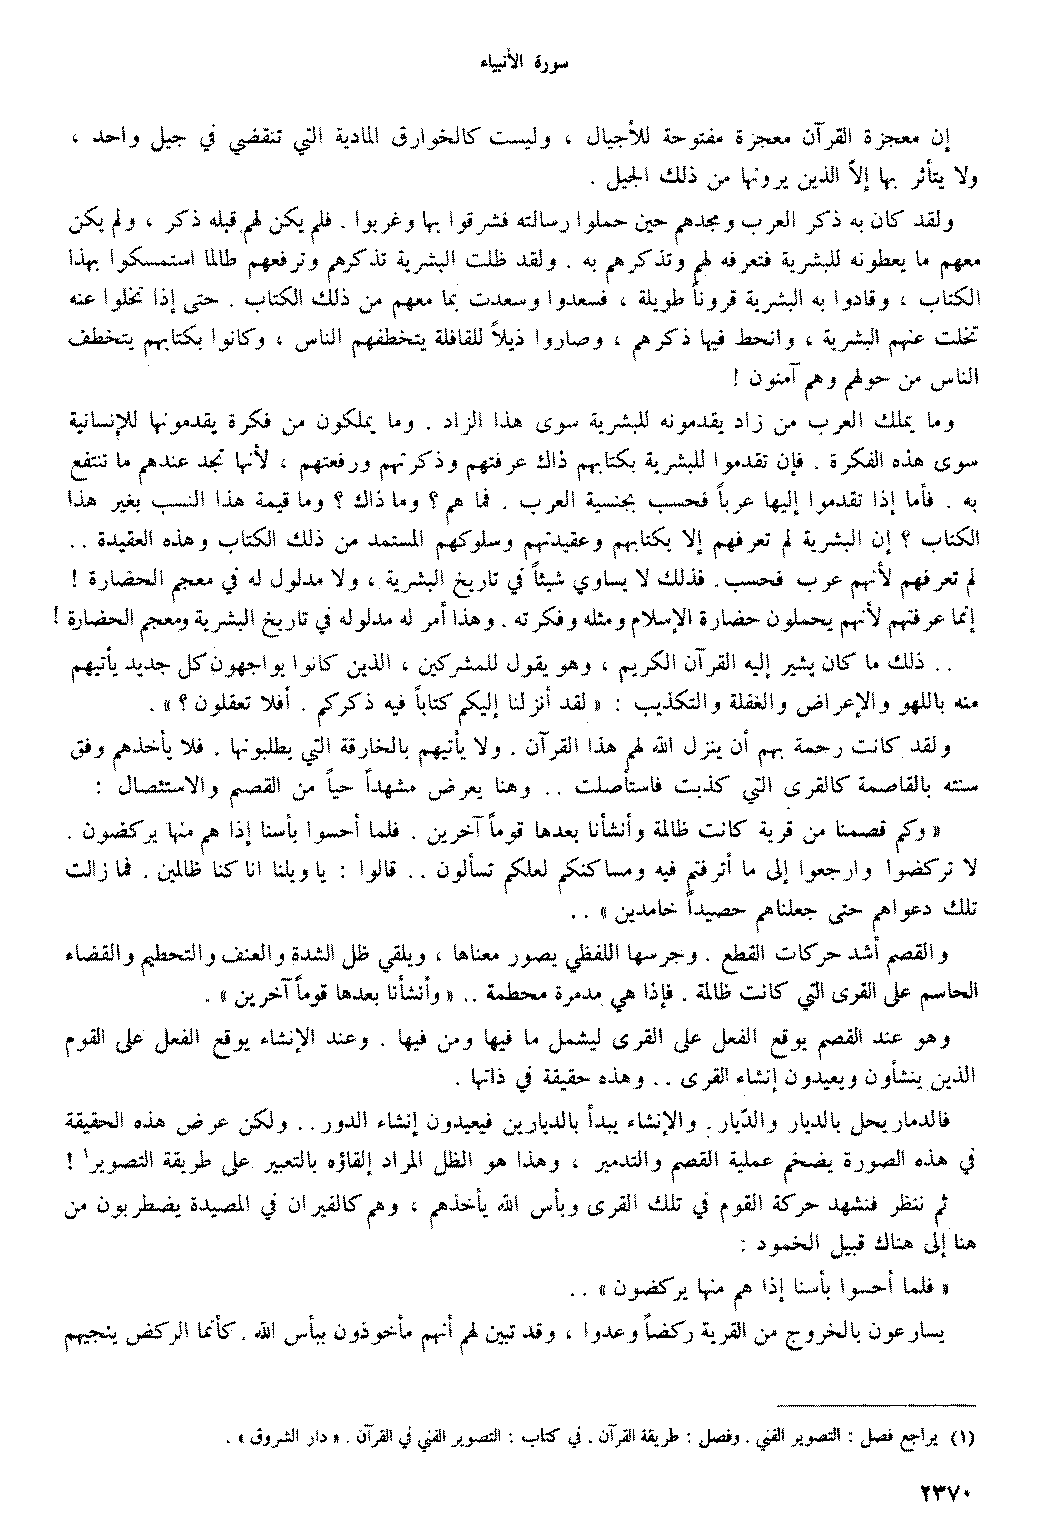 سورة الأنبياء
إن معجزة القرآن معجزة مفتوحة للأجيال ، وليست كالخوارق المادية التي تنقضي في جيل واحد ،
ولا يتأثر بها إلاّ الذين يرونها من ذلك الجيل .
ولقد كان به ذكر العرب ومجدهم حين حملوا رسالته فشرقوا بها وغربوا . فلم يكن لهم قبله ذكر ، ولم يكن
معهم ما يعطونه للبشرية فتعرفه لهم وتذكرهم به . ولقد ظلت البشرية تذكرهم وترفعهم طالما استمسكوا بهذا
الكتاب ، وقادوا به البشرية قروناً طويلة ، فسعدوا وسعدت بما معهم من ذلك الكتاب . حتى إذا تخلوا عنه
تخلت عنهم البشرية ، وانحط فيها ذكرهم ، وصاروا ذيلاً للقافلة يتخطفهم الناس ، وكانوا بكتابهم يتخطف
الناس من حولهم وهم آمنون !
وما يملك العرب من زاد يقدمونه للبشرية سوى هذا الزاد . وما يملكون من فكرة يقدمونها للإنسانية
سوى هذه الفكرة . فإن تقدموا للبشرية بكتابهم ذاك عرفتهم وذكرتهم ورفعتهم ، لأنها تجد عندهم ما تنتفع
به . فأما إذا تقدموا إليها عرباً فحسب بجنسية العرب . فما هم ؟ وما ذاك ؟ وما قيمة هذا النسب بغير هذا
الكتاب ؟ إن البشرية لم تعرفهم إلا بكتابهم وعقيدتهم وسلوكهم المستمد من ذلك الكتاب وهذه العقيدة ..
لم تعرفهم لأنهم عرب فحسب. فذلك لا يساوي شيئاً في تاريخ البشرية ، ولا مدلول له في معجم الحضارة !
إنما عرفتهم لأنهم يحملون حضارة الإسلام ومثله وفكرته . وهذا أمر له مدلوله في تاريخ البشرية ومعجم الحضارة !
.. ذلك ما كان يشير إليه القرآن الكريم ، وهو يقول للمشركين ، الذين كانوا يواجهون كل جديد يأتيهم
منه باللهو والإعراض والغفلة والتكذيب : « لقد أنزلنا إليكم كتاباً فيه ذكركم . أفلا تعقلون ؟ » .
ولقد كانت رحمة بهم أن ينزل الله لهم هذا القرآن . ولا يأتيهم بالخارقة التي يطلبونها . فلا يأخذهم وفق
سنته بالقاصمة كالقرى التي كذبت فاستأصلت .. وهنا يعرض مشهداً حياً من القصم والاستئصال :
« وكم قصمنا من قرية كانت ظالمة وأنشأنا بعدها قوماً آخرين . فلما أحسوا بأسنا إذا هم منها يركضون .
لا تركضوا وارجعوا إلى ما أترفتم فيه ومساكنكم لعلكم تسألون .. قالوا : يا ويلنا انا كنا ظالمين . فما زالت
تلك دعواهم حتى جعلناهم حصيداً خامدين » ..
والقصم أشد حركات القطع . وجرسها اللفظي يصور معناها ، ويلقي ظل الشدة والعنف والتحطيم والقضاء
الحاسم على القرى التي كانت ظالمة . فإذا هي مدمرة محطمة .. « وأنشأنا بعدها قوماً آخرين » .
وهو عند القصم يوقع الفعل على القرى ليشمل ما فيها ومن فيها . وعند الإنشاء يوقع الفعل على القوم
الذين ينشأون ويعيدون إنشاء القرى .. وهذه حقيقة في ذاتها .
فالدمار يحل بالديار والدّيار. والإنشاء يبدأ بالديارين فيعيدون إنشاء الدور .. ولكن عرض هذه الحقيقة
في هذه الصورة يضخم عملية القصم والتدمير ، وهذا هو الظل المراد إلقاؤه بالتعبير على طريقة التصوير١ !
ثم ننظر فنشهد حركة القوم في تلك القرى وبأس الله يأخذهم ، وهم كالفيران في المصيدة يضطربون من
هنا إلى هناك قبيل الخمود :
« فلما أحسوا بأسنا إذا هم منها يركضون » ..
يسارعون بالخروج من القرية ركضاً وعدوا ، وقد تبين لهم أنهم مأخوذون ببأس الله . كأنما الركض ينجيهم
(١) يراجع فصل : التصوير الفني . وفصل : طريقة القرآن . في كتاب : التصوير الفني في القرآن . « دار الشروق » .
٢٣٧٠